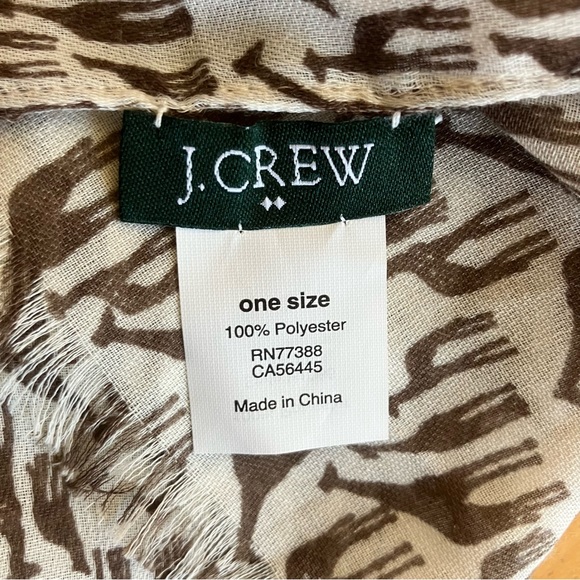 J.CREW
one size
100% Polyester
RN77388
CA56445
Made in China